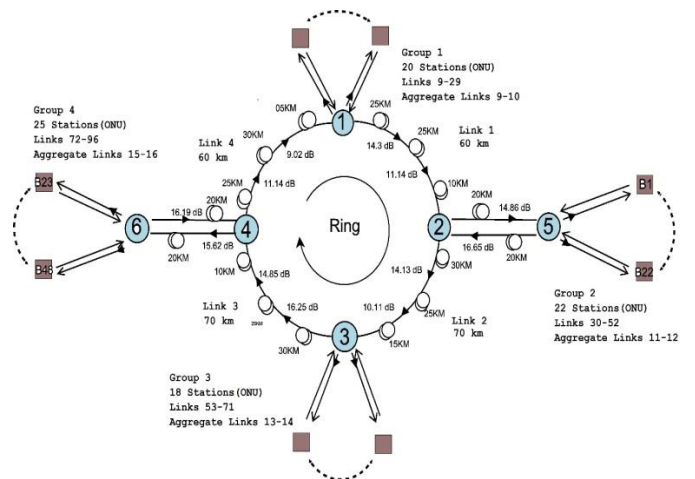 Group 1
20 Stations(ONU)
Links 9-29
Aggregate Links 9-10
Group 4
25 Stations(ONU)
Links 72-96
Aggregate Links 15-16
05KM
1
25KM
30KM
Link 4
60 km
9.02 dB
14.3 dB
25KM
Link 1
60 km
11.14 dB
11.14 dB
25KM
10KM
B23
B1
20KM
16.19 dB
20KM
14.86 dB
6
4
Ring
2
5
15.62 dB
16.65 dB
20KM
20KM
B48
B22
10KM
14.85 dB
14.13 dB
30KM
Link 3
70 km
16.25 dB
10.11 dB
25KM
Link 2
70 km
30KM
3
15KM
Group 2
22 Stations(ONU)
Links 30-52
Aggregate Links 11-12
Group 3
18 Stations(ONU)
Links 53-71
Aggregate Links 13-14